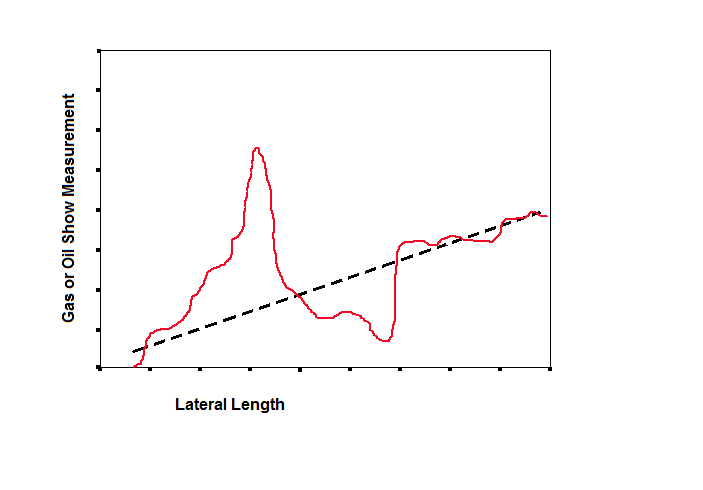 Gas or Oil Show Measurement
Lateral Length